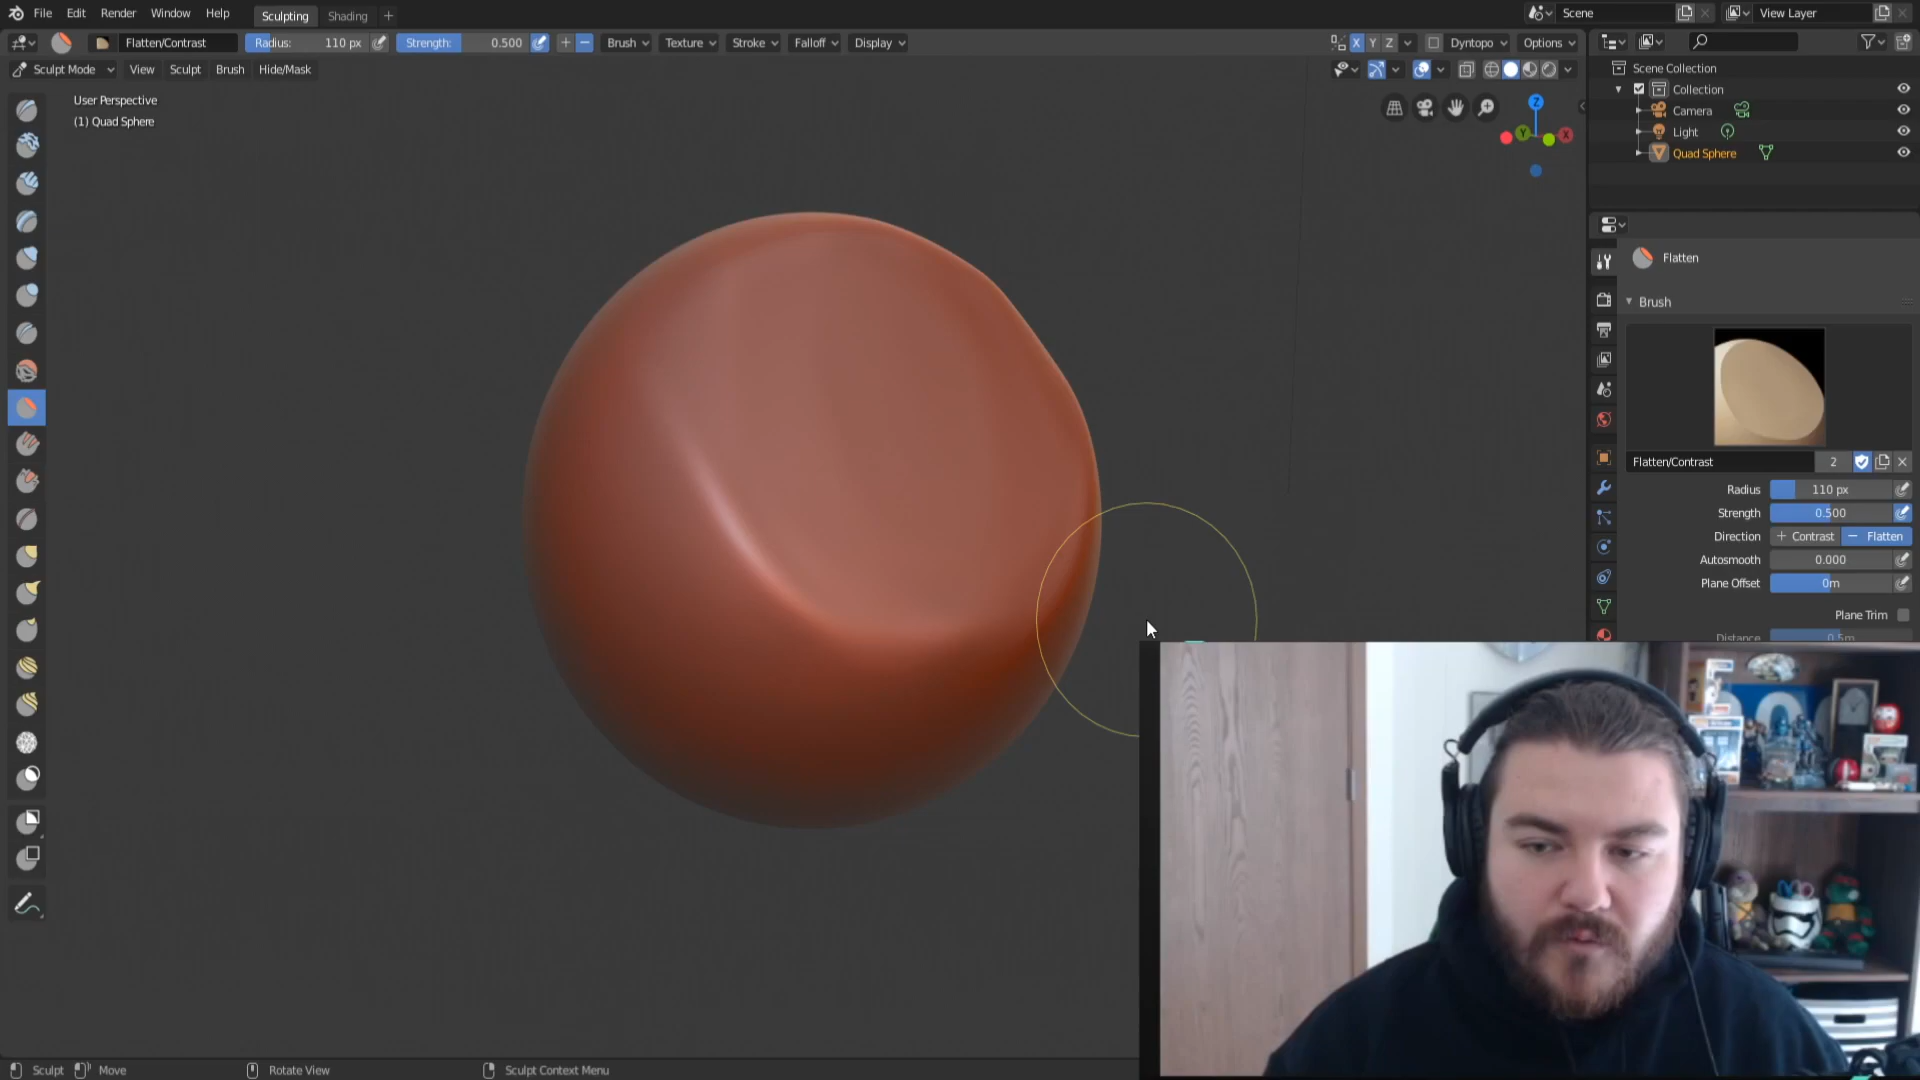 File Edit Render Window Help Sculpting Shading + Scene View Layer
Flatten/Contrast Radius: 110 px Strength: 0.500 Brush Texture Stroke Falloff Display X Y Z Dyntopo Options
Sculpt Mode View Sculpt Brush Hide/Mask
User Perspective
(1) Quad Sphere
Z
Y
X
Scene Collection
Collection
Camera
Light
Quad Sphere
Flatten
Brush
Flatten/Contrast 2
Radius 110 px
Strength 0.500
Direction + Contrast − Flatten
Autosmooth 0.000
Plane Offset 0m
Plane Trim
Distance 0.5m
Sculpt Move Rotate View Sculpt Context Menu